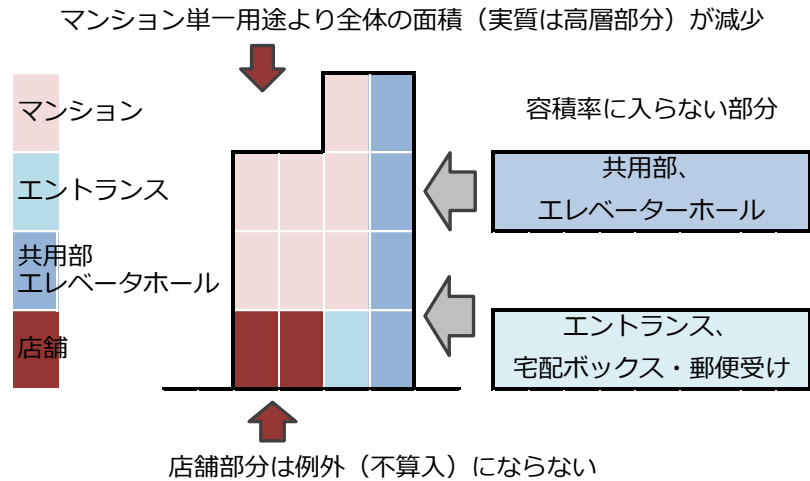 マンション単一用途より全体の面積（実質は高層部分）が減少
マンション
エントランス
共用部
エレベータホール
店舗
容積率に入らない部分
共用部、
エレベーターホール
エントランス、
宅配ボックス・郵便受け
店舗部分は例外（不算入）にならない